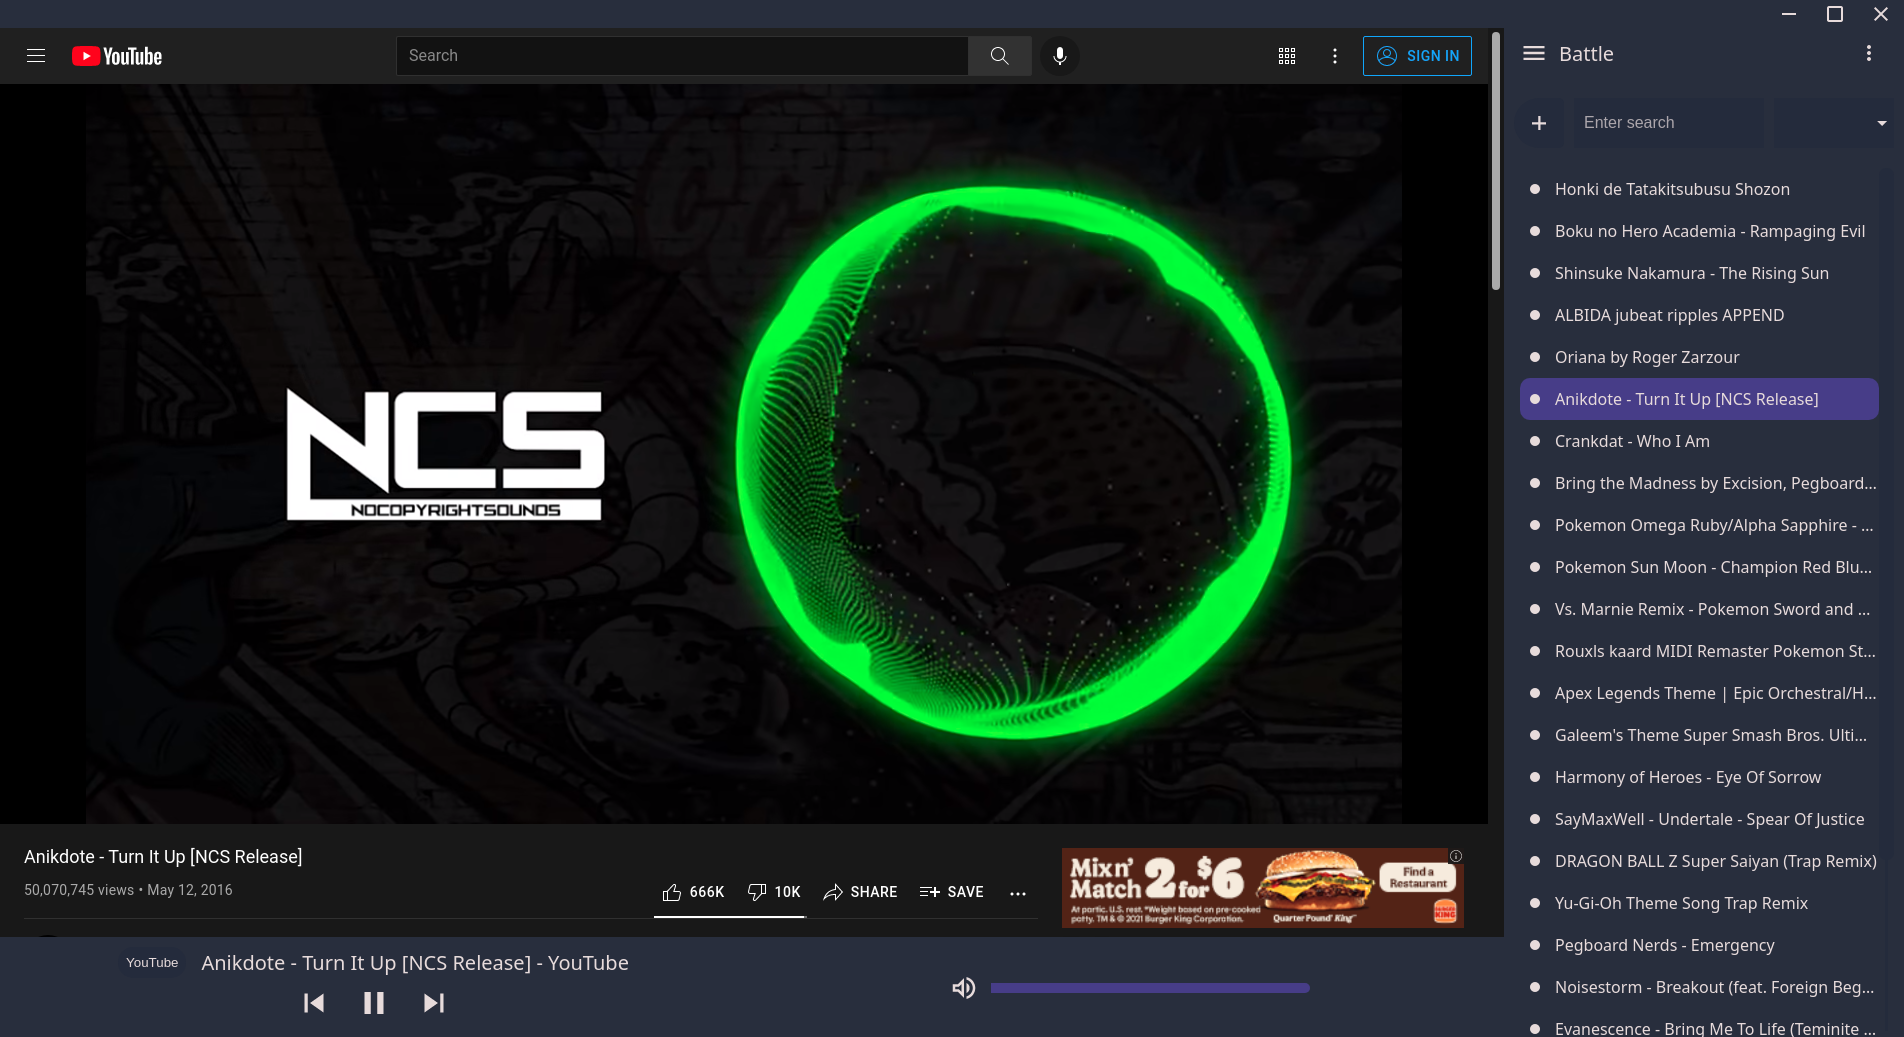 YouTube
Search
SIGN IN
Battle
Enter search
Honki de Tatakitsubusu Shozon
Boku no Hero Academia - Rampaging Evil
Shinsuke Nakamura - The Rising Sun
ALBIDA jubeat ripples APPEND
Oriana by Roger Zarzour
Anikdote - Turn It Up [NCS Release]
Crankdat - Who I Am
Bring the Madness by Excision, Pegboard...
Pokemon Omega Ruby/Alpha Sapphire - ...
Pokemon Sun Moon - Champion Red Blu...
Vs. Marnie Remix - Pokemon Sword and ...
Rouxls kaard MIDI Remaster Pokemon St...
Apex Legends Theme | Epic Orchestral/H...
Galeem's Theme Super Smash Bros. Ulti...
Harmony of Heroes - Eye Of Sorrow
SayMaxWell - Undertale - Spear Of Justice
DRAGON BALL Z Super Saiyan (Trap Remix)
Yu-Gi-Oh Theme Song Trap Remix
Pegboard Nerds - Emergency
Noisestorm - Breakout (feat. Foreign Beg...
Evanescence - Bring Me To Life (Teminite ...
NCS
NOCOPYRIGHTSOUNDS
Anikdote - Turn It Up [NCS Release]
50,070,745 views • May 12, 2016
666K
10K
SHARE
SAVE
Mix n'
Match
2 for $6
At partic. U.S. rest. *Weight based on pre-cooked
patty. TM & © 2021 Burger King Corporation.
Quarter Pound* King™
Find a
Restaurant
BURGER
KING
YouTube
Anikdote - Turn It Up [NCS Release] - YouTube